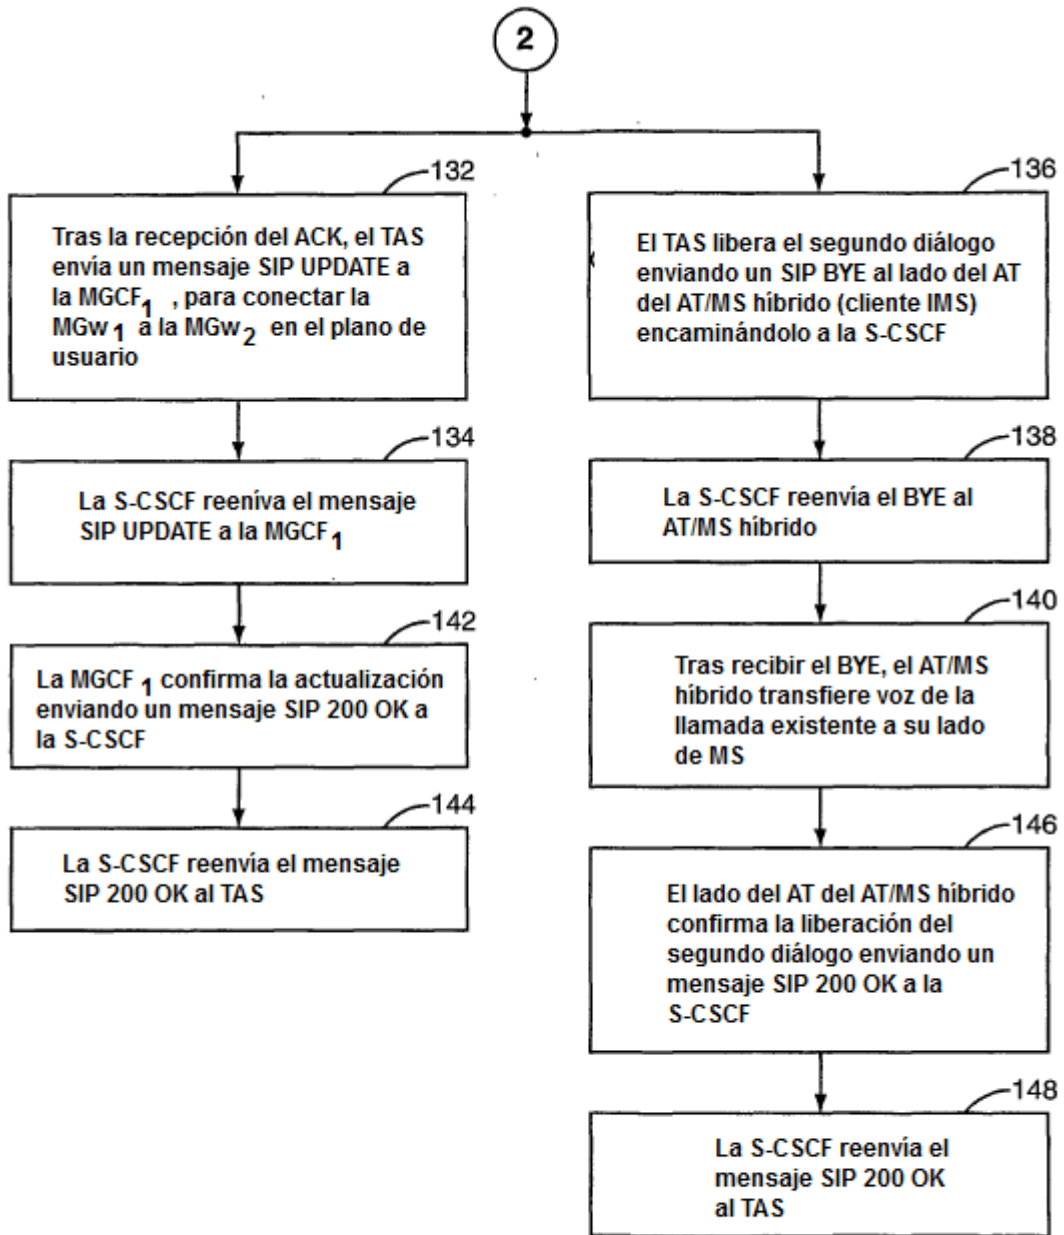 2
132
Tras la recepción del ACK, el TAS
envía un mensaje SIP UPDATE a
la MGCF1 , para conectar la
MGw1 a la MGw2 en el plano de
usuario
134
La S-CSCF reeníva el mensaje
SIP UPDATE a la MGCF1
142
La MGCF 1 confirma la actualización
enviando un mensaje SIP 200 OK a
la S-CSCF
144
La S-CSCF reenvía el mensaje
SIP 200 OK al TAS
136
El TAS libera el segundo diálogo
enviando un SIP BYE al lado del AT
del AT/MS híbrido (cliente IMS)
encaminándolo a la S-CSCF
138
La S-CSCF reenvía el BYE al
AT/MS híbrido
140
Tras recibir el BYE, el AT/MS
híbrido transfiere voz de la
llamada existente a su lado
de MS
146
El lado del AT del AT/MS híbrido
confirma la liberación del
segundo diálogo enviando un
mensaje SIP 200 OK a la
S-CSCF
148
La S-CSCF reenvía el
mensaje SIP 200 OK
al TAS